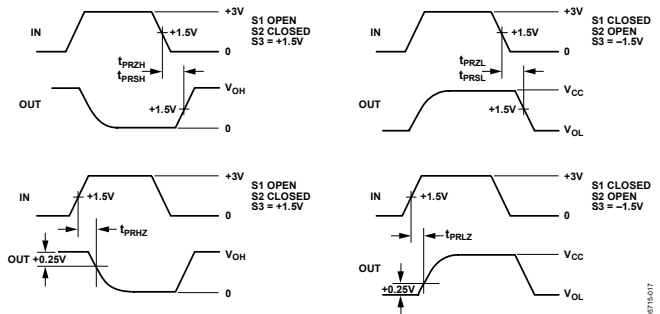 IN
+3V
+1.5V
0
S1 OPEN
S2 CLOSED
S3 = +1.5V
tPRZH
tPRSH
OUT
VOH
+1.5V
0
IN
+3V
+1.5V
0
S1 CLOSED
S2 OPEN
S3 = –1.5V
tPRZL
tPRSL
OUT
VCC
+1.5V
VOL
IN
+3V
+1.5V
0
S1 OPEN
S2 CLOSED
S3 = +1.5V
tPRHZ
OUT +0.25V
VOH
0
IN
+3V
+1.5V
0
S1 CLOSED
S2 OPEN
S3 = –1.5V
tPRLZ
OUT
VCC
+0.25V
VOL
05715-017